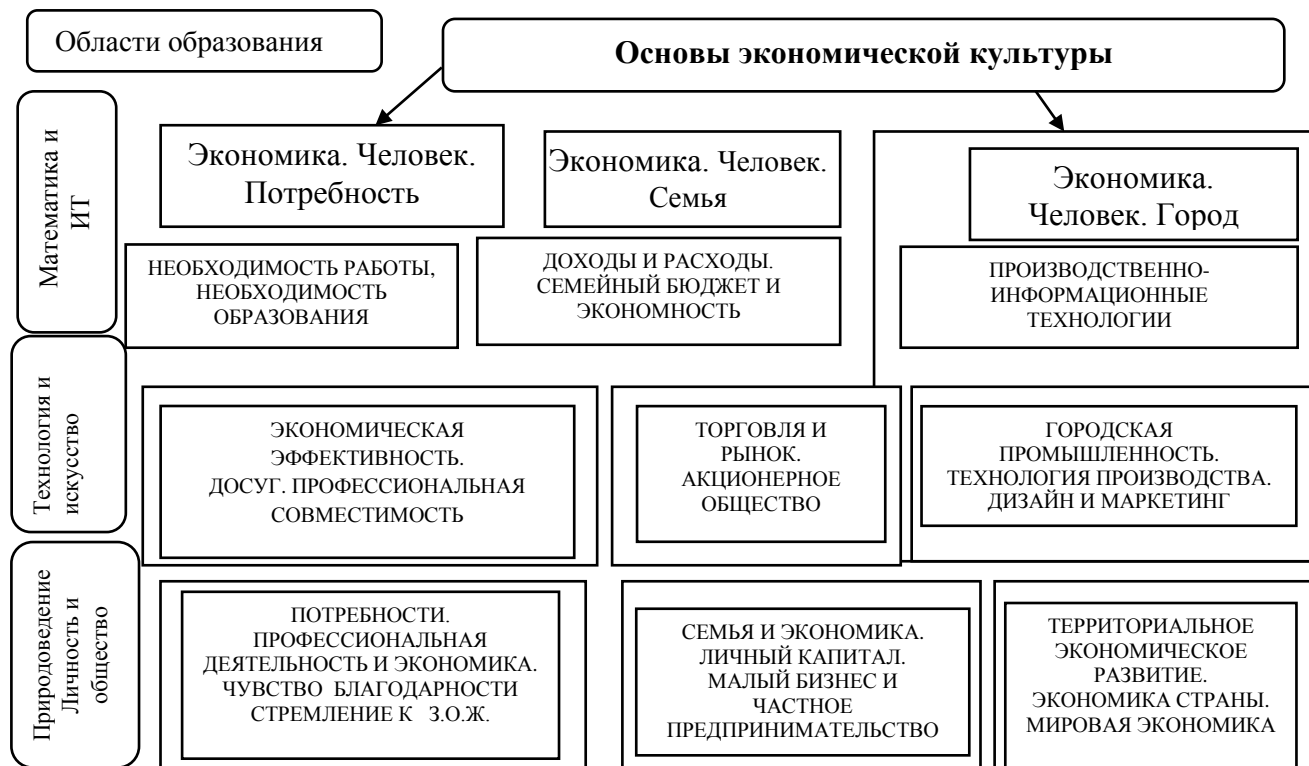 Области образования
Основы экономической культуры
Математика и
ИТ
Экономика. Человек.
Потребность
Экономика. Человек.
Семья
Экономика.
Человек. Город
НЕОБХОДИМОСТЬ РАБОТЫ,
НЕОБХОДИМОСТЬ
ОБРАЗОВАНИЯ
ДОХОДЫ И РАСХОДЫ.
СЕМЕЙНЫЙ БЮДЖЕТ И
ЭКОНОМНОСТЬ
ПРОИЗВОДСТВЕННО-
ИНФОРМАЦИОННЫЕ
ТЕХНОЛОГИИ
Технология и
искусство
ЭКОНОМИЧЕСКАЯ
ЭФФЕКТИВНОСТЬ.
ДОСУГ. ПРОФЕССИОНАЛЬНАЯ
СОВМЕСТИМОСТЬ
ТОРГОВЛЯ И
РЫНОК.
АКЦИОНЕРНОЕ
ОБЩЕСТВО
ГОРОДСКАЯ
ПРОМЫШЛЕННОСТЬ.
ТЕХНОЛОГИЯ ПРОИЗВОДСТВА.
ДИЗАЙН И МАРКЕТИНГ
Природоведение
Личность и
общество
ПОТРЕБНОСТИ.
ПРОФЕССИОНАЛЬНАЯ
ДЕЯТЕЛЬНОСТЬ И ЭКОНОМИКА.
ЧУВСТВО БЛАГОДАРНОСТИ
СТРЕМЛЕНИЕ К З.О.Ж.
СЕМЬЯ И ЭКОНОМИКА.
ЛИЧНЫЙ КАПИТАЛ.
МАЛЫЙ БИЗНЕС И
ЧАСТНОЕ
ПРЕДПРИНИМАТЕЛЬСТВО
ТЕРРИТОРИАЛЬНОЕ
ЭКОНОМИЧЕСКОЕ
РАЗВИТИЕ.
ЭКОНОМИКА СТРАНЫ.
МИРОВАЯ ЭКОНОМИКА